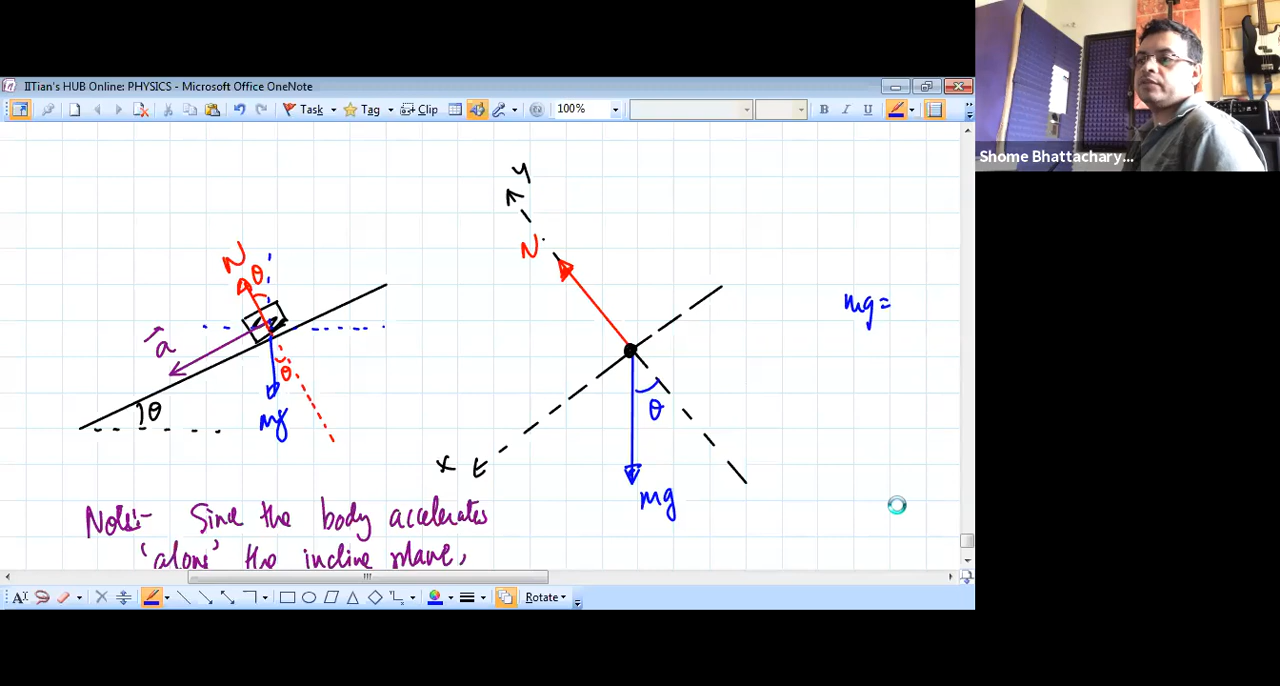 IITian's HUB Online: PHYSICS - Microsoft Office OneNote
Task Tag Clip 100% B I U
Shome Bhattachary...
y
N
N θ
mg=
a
θ
θ
θ
mg
x
mg
Note:- Since the body accelerates
'along' the incline plane,
A Rotate